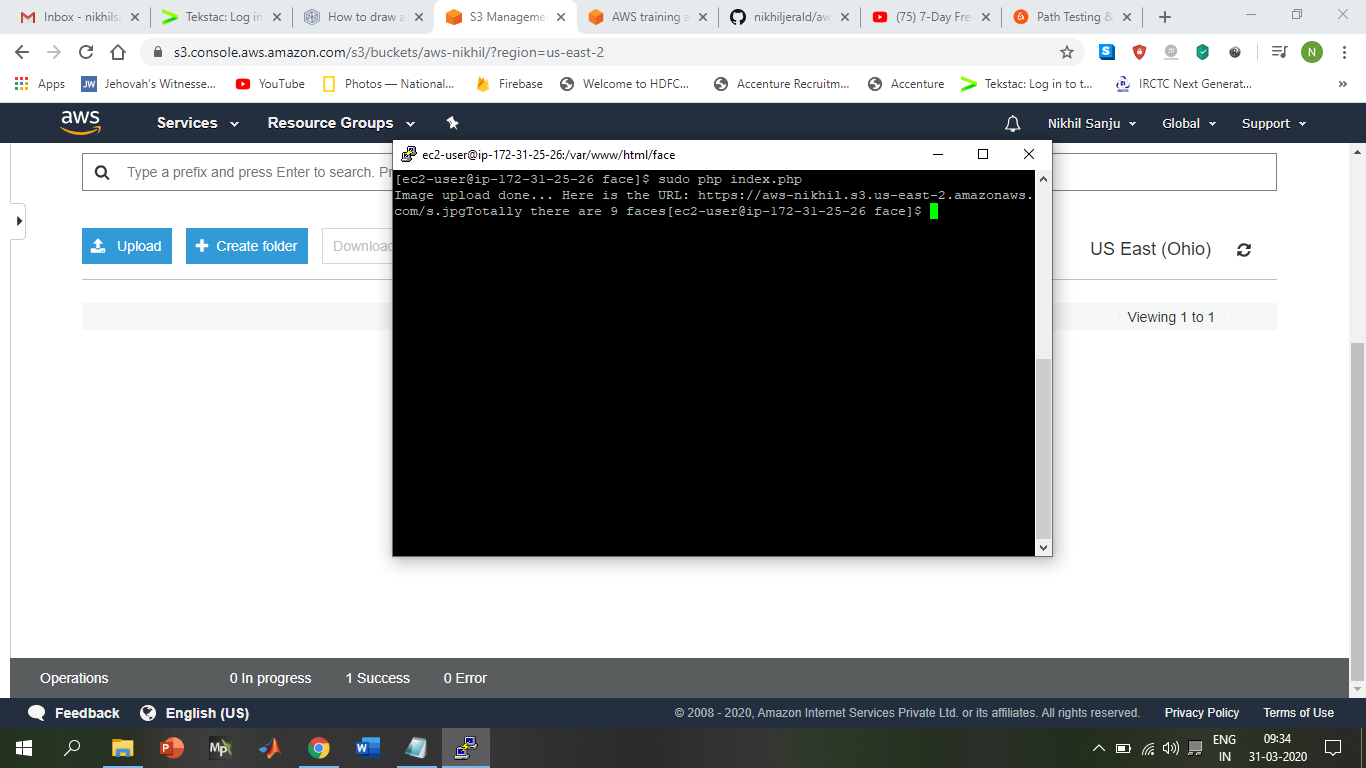 Inbox - nikhilsa
Tekstac: Log in
How to draw a
S3 Manageme
AWS training a
nikhiljerald/aw
(75) 7-Day Fre
Path Testing &
s3.console.aws.amazon.com/s3/buckets/aws-nikhil/?region=us-east-2
N
Apps
JW Jehovah's Witnesse...
YouTube
Photos — National...
Firebase
Welcome to HDFC...
Accenture Recruitm...
Accenture
Tekstac: Log in to t...
IRCTC Next Generat...
»
aws
Services
Resource Groups
Nikhil Sanju
Global
Support
ec2-user@ip-172-31-25-26:/var/www/html/face
[ec2-user@ip-172-31-25-26 face]$ sudo php index.php
Image upload done... Here is the URL: https://aws-nikhil.s3.us-east-2.amazonaws.
com/s.jpgTotally there are 9 faces[ec2-user@ip-172-31-25-26 face]$
Type a prefix and press Enter to search. Pr
Upload
Create folder
Download
US East (Ohio)
Viewing 1 to 1
Operations
0 In progress
1 Success
0 Error
Feedback
English (US)
© 2008 - 2020, Amazon Internet Services Private Ltd. or its affiliates. All rights reserved.
Privacy Policy
Terms of Use
Mp
ENG
IN
09:34
31-03-2020